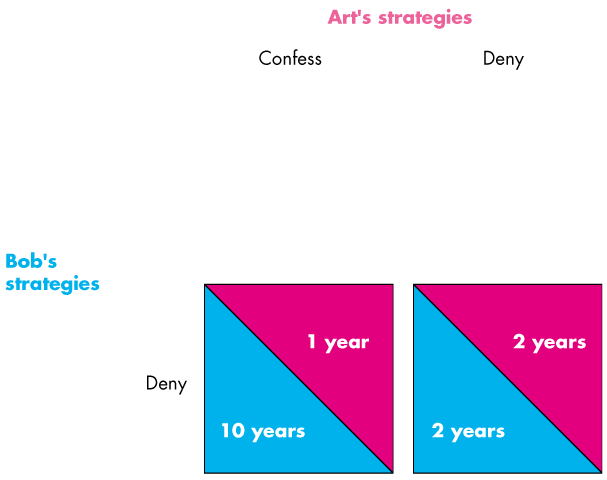 Art's strategies
Confess Deny
Bob's
strategies
1 year 2 years
Deny
10 years 2 years